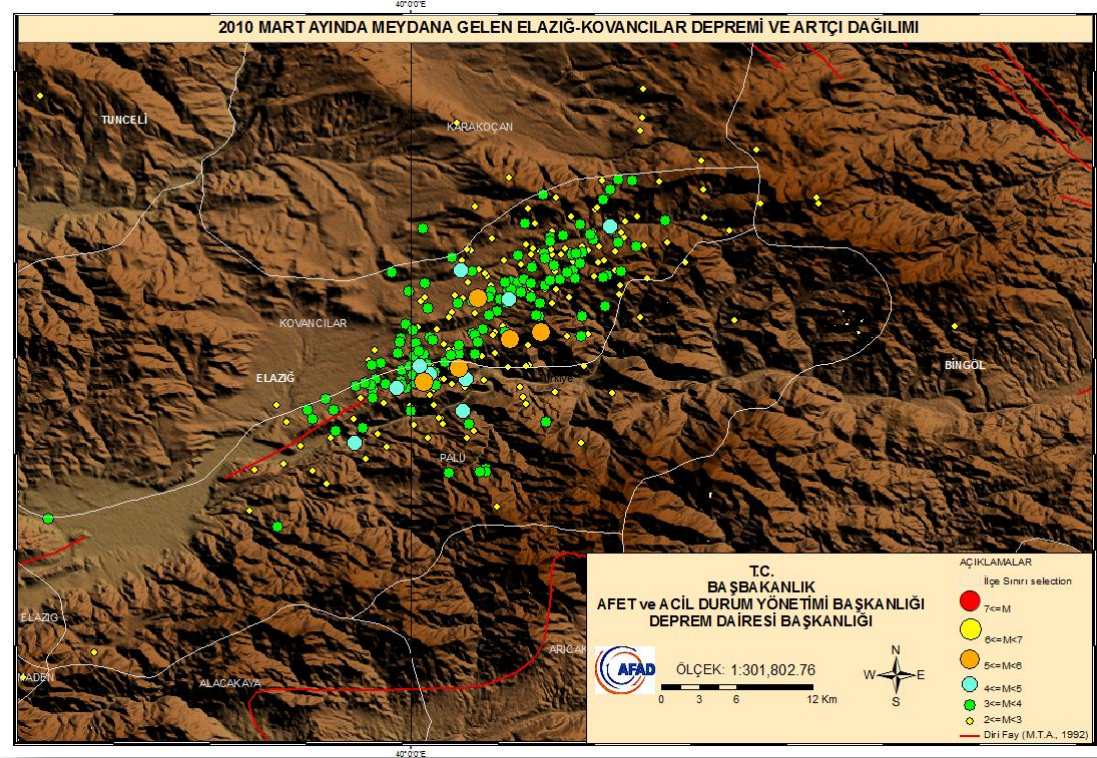 40°0'0"E
2010 MART AYINDA MEYDANA GELEN ELAZIĞ-KOVANCILAR DEPREMİ VE ARTÇI DAĞILIMI
TUNCELİ
KARAKOÇAN
KOVANCILAR
ELAZIĞ
Türkiye
BİNGÖL
PALU
ELAZIG
MADEN
ALACAKAYA
ARICAK
T.C.
BAŞBAKANLIK
AFET ve ACİL DURUM YÖNETİMİ BAŞKANLIĞI
DEPREM DAİRESİ BAŞKANLIĞI
AFAD
ÖLÇEK: 1:301,802.76
0 3 6 12 Km
N
W E
S
AÇIKLAMALAR
İlçe Sınırı selection
7<=M
6<=M<7
5<=M<6
4<=M<5
3<=M<4
2<=M<3
Diri Fay (M.T.A., 1992)
40°0'0"E